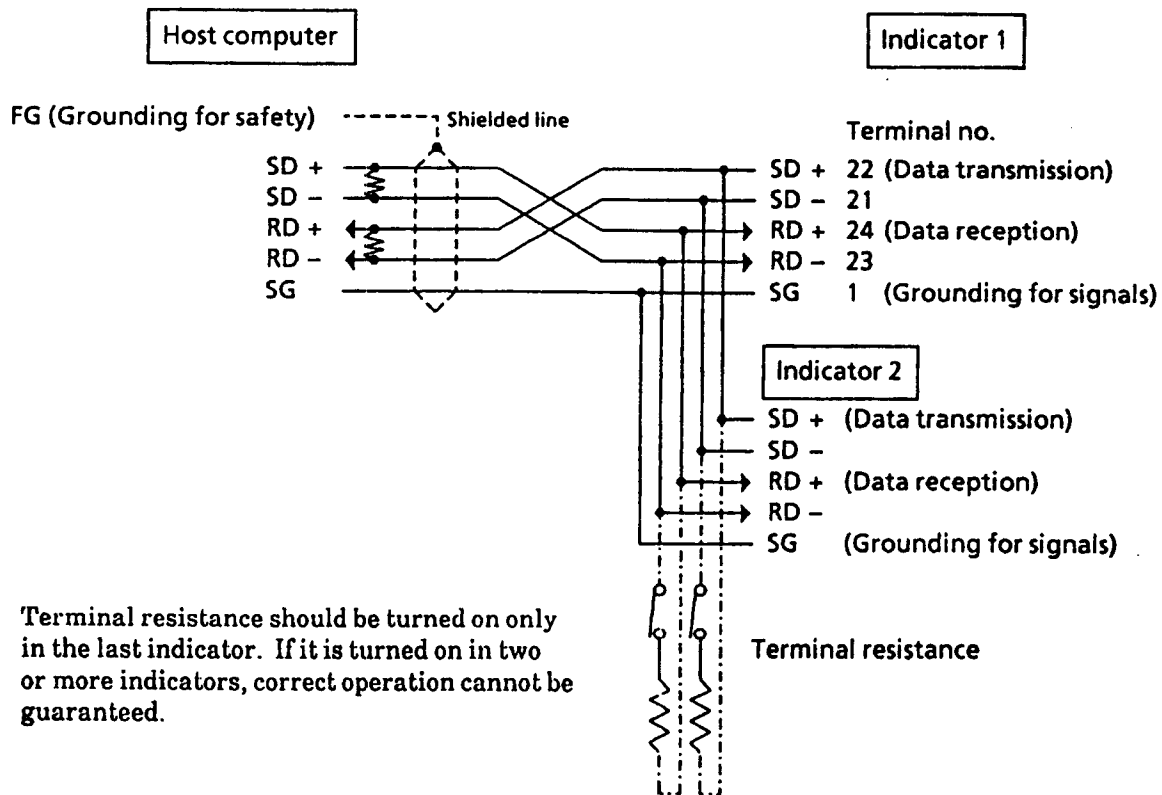 Host computer
Indicator 1
FG (Grounding for safety)
Shielded line
Terminal no.
SD +
SD + 22 (Data transmission)
SD –
SD – 21
RD +
RD + 24 (Data reception)
RD –
RD – 23
SG
SG 1 (Grounding for signals)
Indicator 2
SD + (Data transmission)
SD –
RD + (Data reception)
RD –
SG (Grounding for signals)
Terminal resistance should be turned on only
in the last indicator. If it is turned on in two
or more indicators, correct operation cannot be
guaranteed.
Terminal resistance